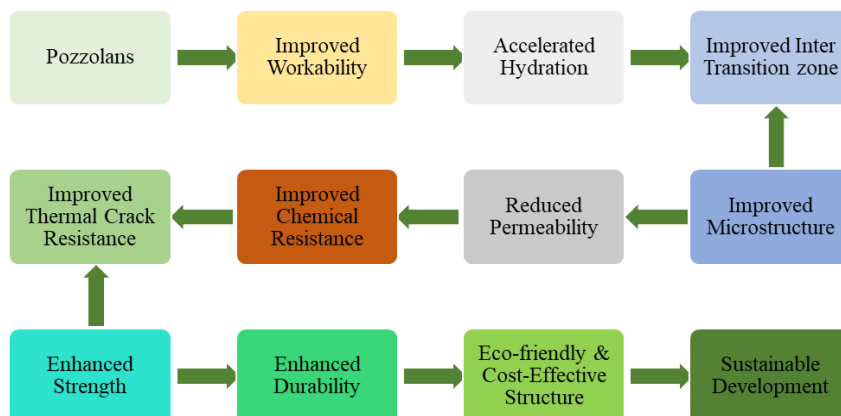 Pozzolans
Improved
Workability
Accelerated
Hydration
Improved Inter
Transition zone
Improved
Thermal Crack
Resistance
Improved
Chemical
Resistance
Reduced
Permeability
Improved
Microstructure
Enhanced
Strength
Enhanced
Durability
Eco-friendly &
Cost-Effective
Structure
Sustainable
Development